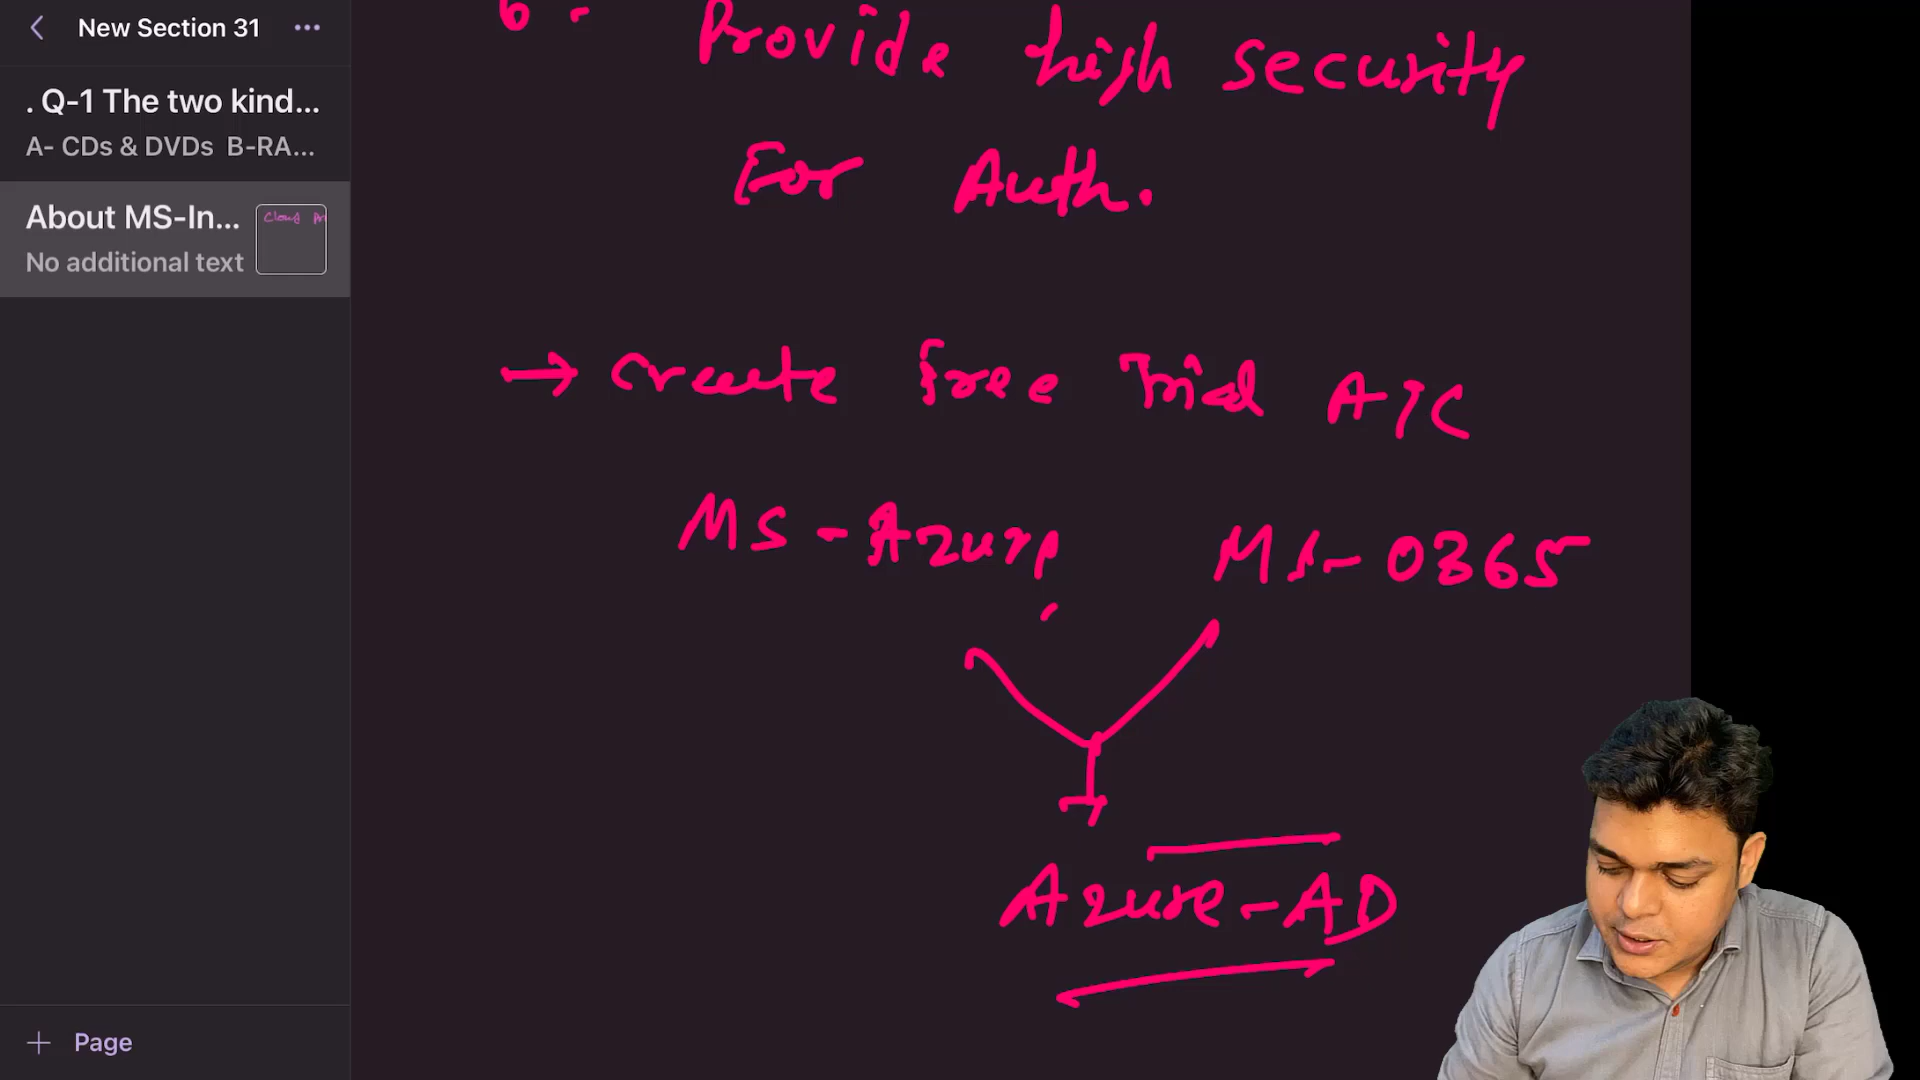 New Section 31 ...
. Q-1 The two kind...
A- CDs & DVDs B-RA...
About MS-In...
No additional text
+ Page
6.
Provide high security
For Auth.
→ Create free Trial A/C
MS-Azure MS-O365
Azure-AD